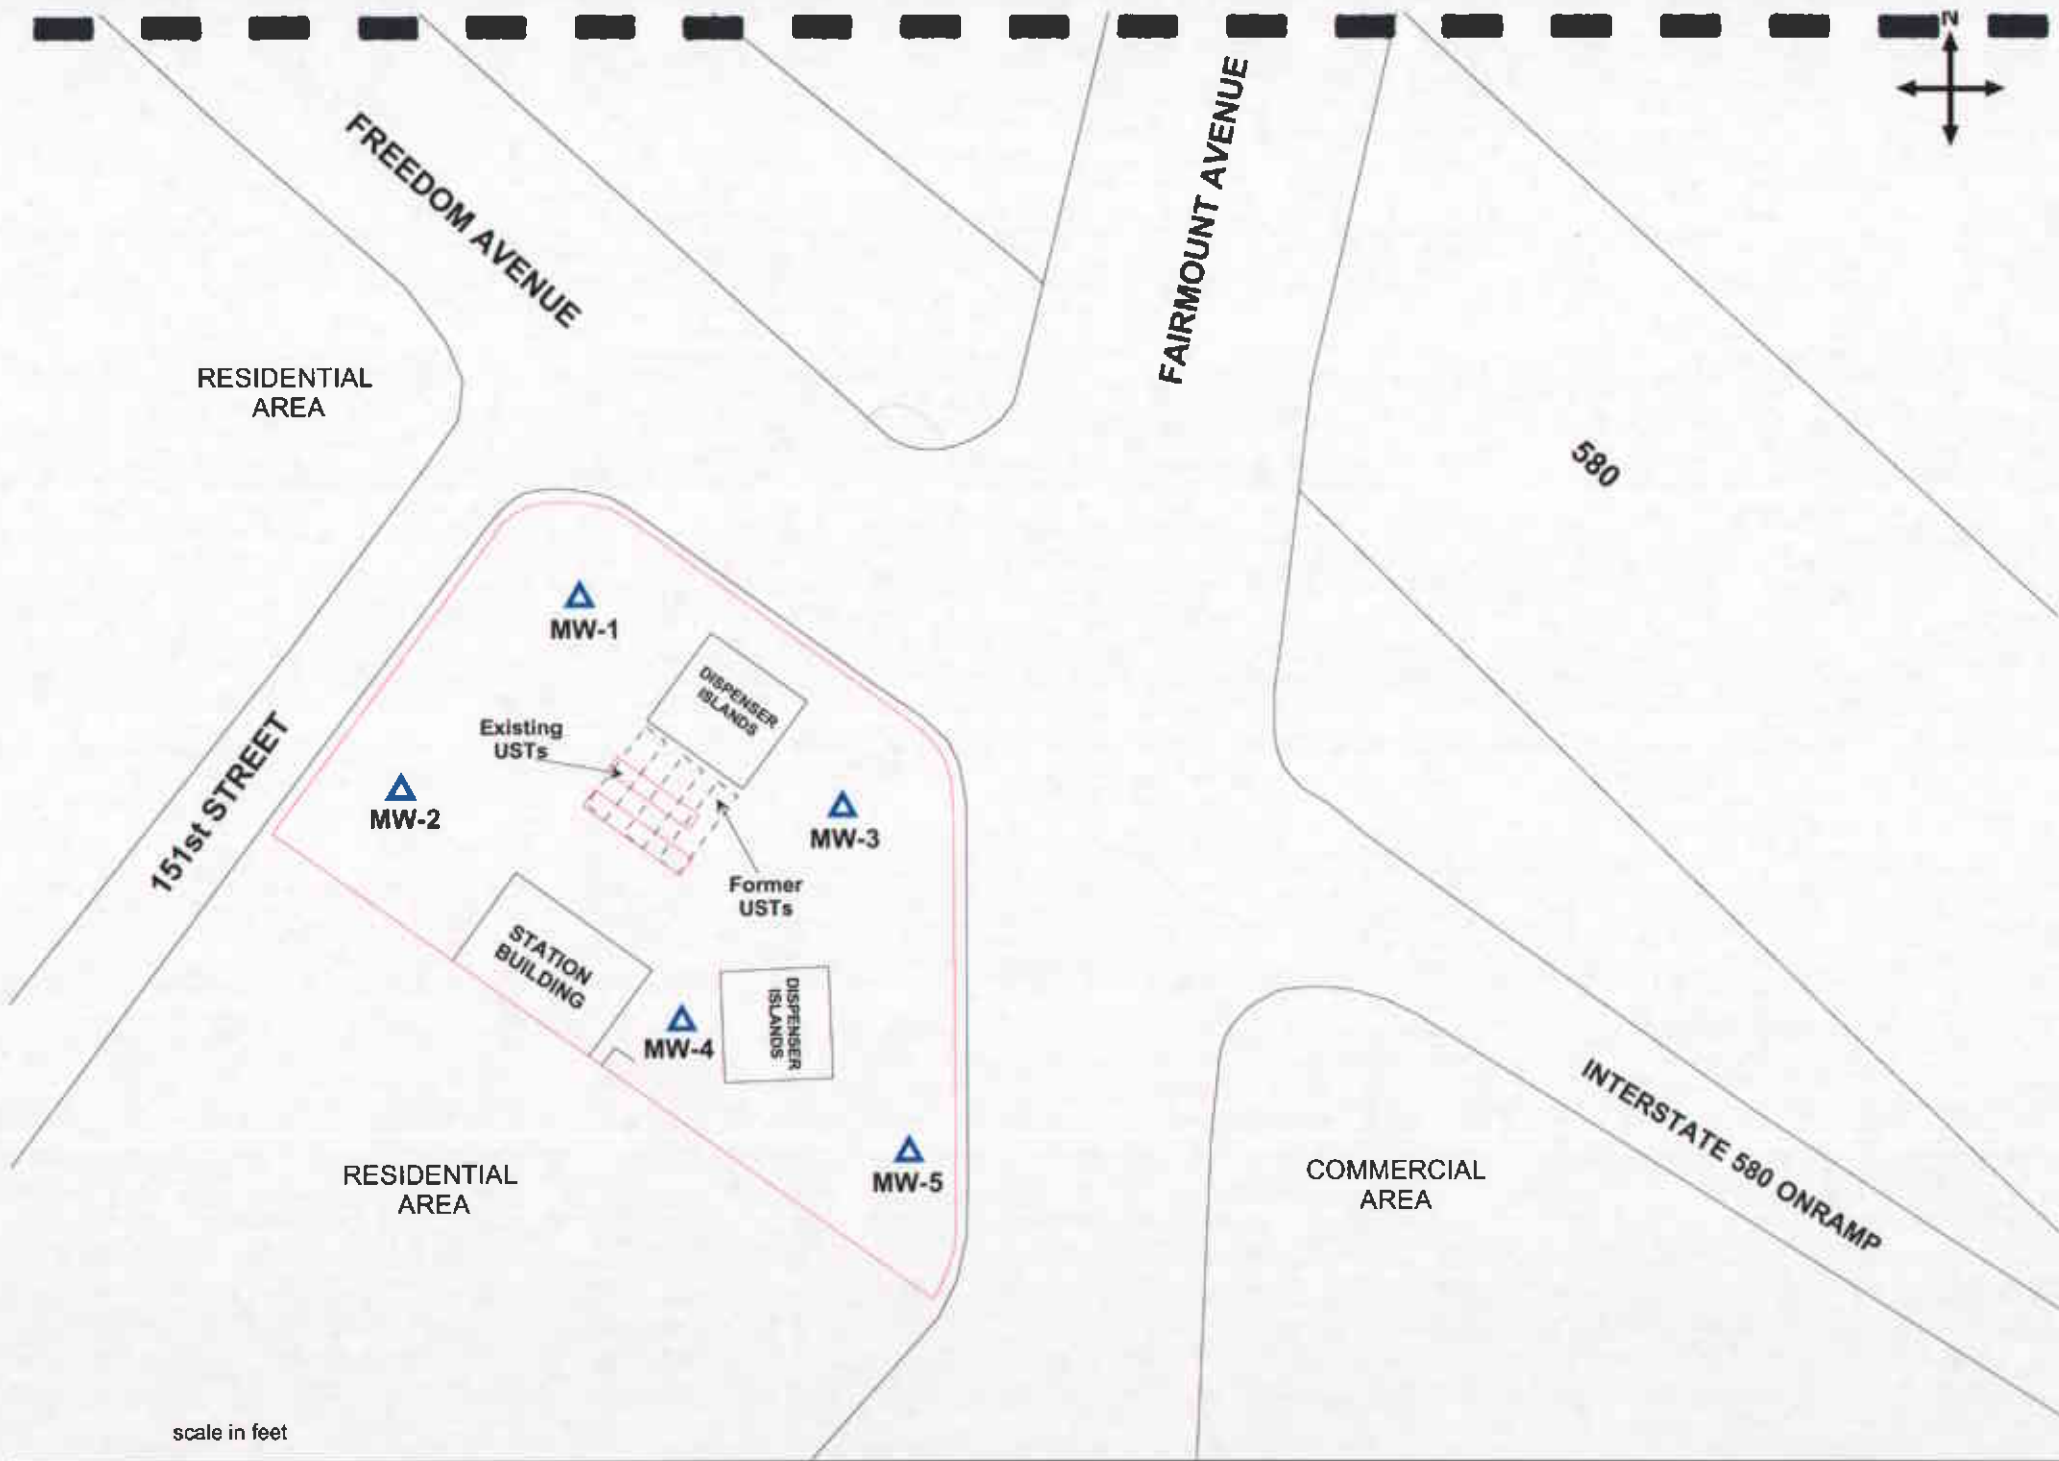 N
FREEDOM AVENUE
FAIRMOUNT AVENUE
RESIDENTIAL
AREA
580
MW-1
DISPENSER
ISLANDS
Existing
USTs
MW-2
151st STREET
MW-3
Former
USTs
STATION
BUILDING
DISPENSER
ISLANDS
MW-4
INTERSTATE 580 ONRAMP
RESIDENTIAL
AREA
MW-5
COMMERCIAL
AREA
scale in feet